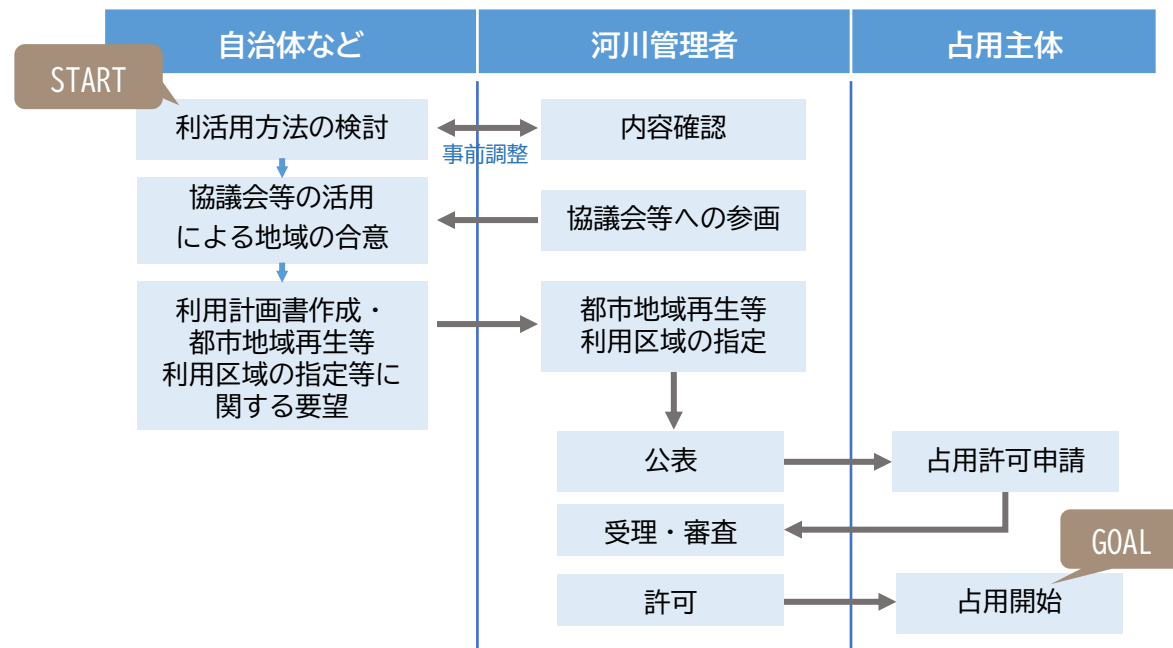 自治体など
河川管理者
占用主体
START
利活用方法の検討
内容確認
事前調整
協議会等の活用
による地域の合意
協議会等への参画
利用計画書作成・
都市地域再生等
利用区域の指定等に
関する要望
都市地域再生等
利用区域の指定
公表
占用許可申請
受理・審査
GOAL
許可
占用開始